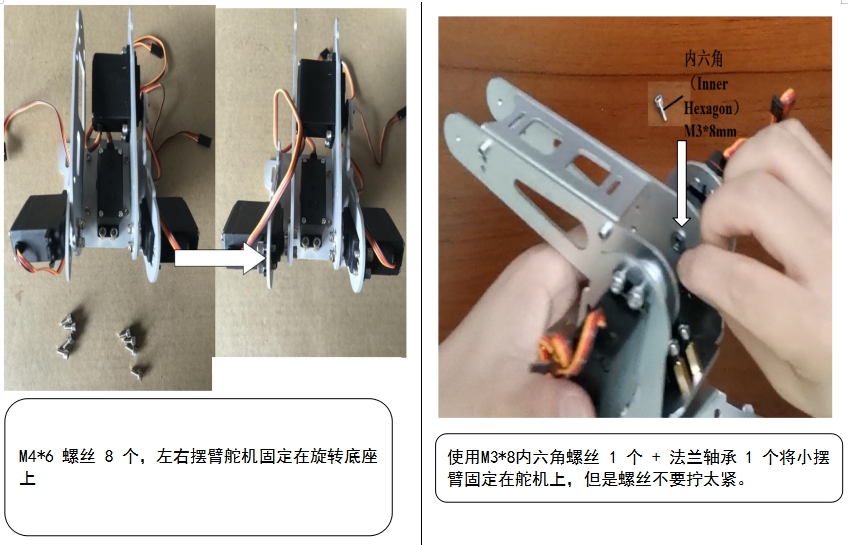 M4*6 螺丝 8 个，左右摆臂舵机固定在旋转底座
上
内六角
（Inner
Hexagon）
M3*8mm
使用M3*8内六角螺丝 1 个 + 法兰轴承 1 个将小摆
臂固定在舵机上，但是螺丝不要拧太紧。